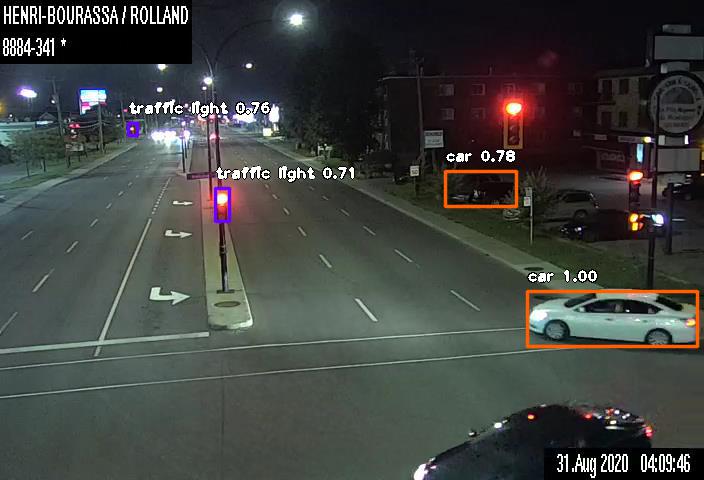 HENRI-BOURASSA / ROLLAND
8884-341 *
traffic light 0.76
car 0.78
traffic light 0.71
car 1.00
31.Aug 2020 04:09:46